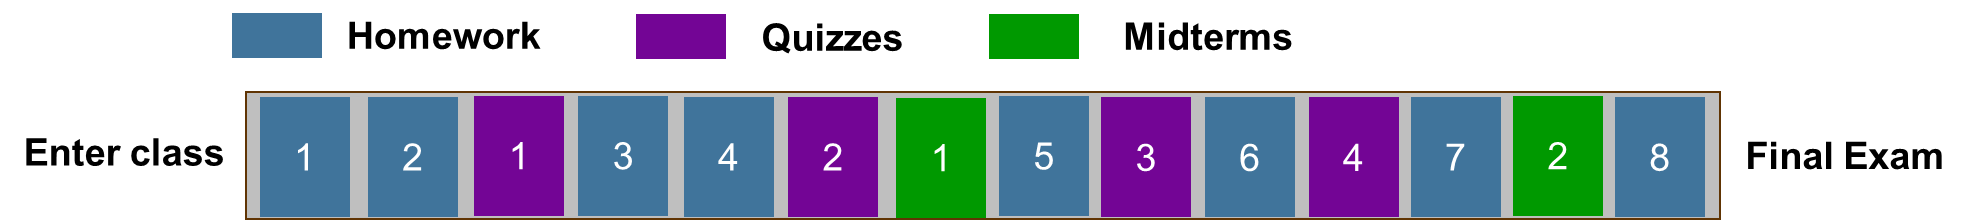 Homework Quizzes Midterms
Enter class 1 2 1 3 4 2 1 5 3 6 4 7 2 8 Final Exam